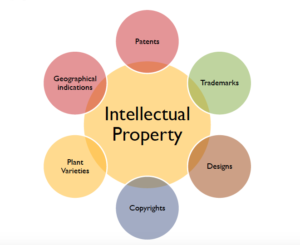 Patents
Geographical
indications
Trademarks
Intellectual
Property
Plant
Varieties
Designs
Copyrights